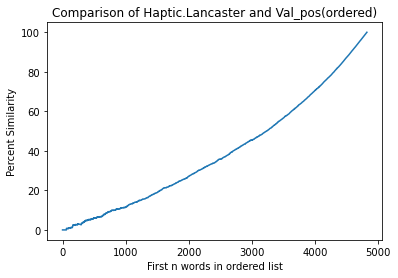 Comparison of Haptic.Lancaster and Val_pos(ordered)
100
80
60
40
20
0
Percent Similarity
0 1000 2000 3000 4000 5000
First n words in ordered list